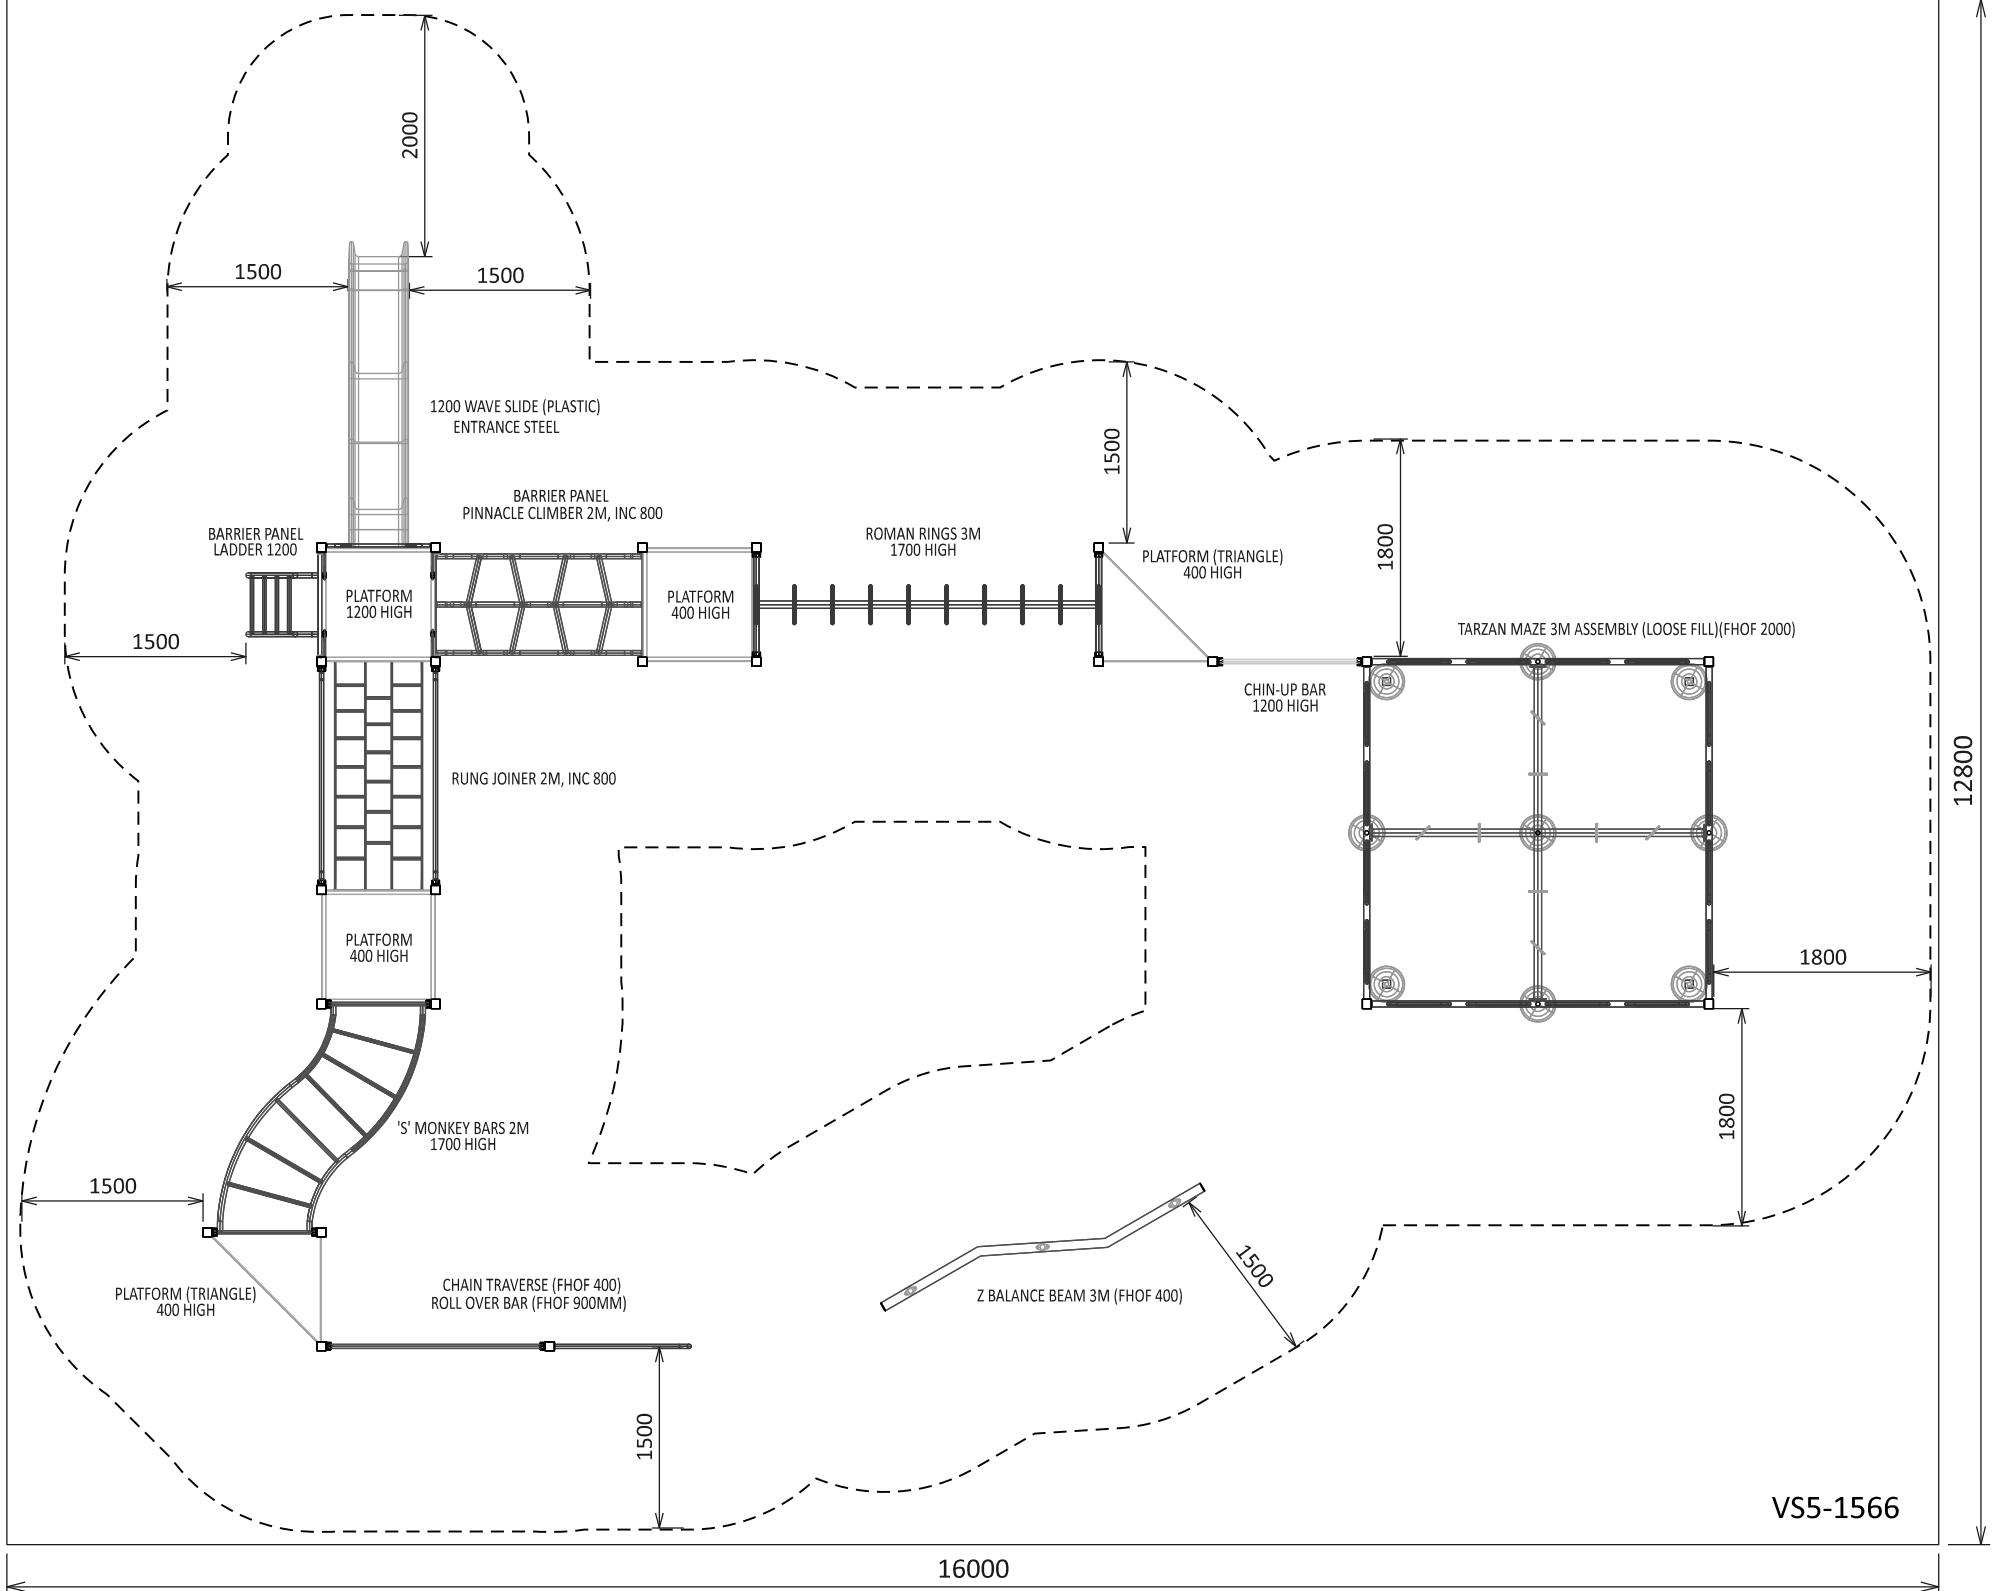 2000
1500
1500
1200 WAVE SLIDE (PLASTIC)
ENTRANCE STEEL
1500
1800
BARRIER PANEL
PINNACLE CLIMBER 2M, INC 800
BARRIER PANEL
LADDER 1200
ROMAN RINGS 3M
1700 HIGH
PLATFORM (TRIANGLE)
400 HIGH
PLATFORM
1200 HIGH
PLATFORM
400 HIGH
1500
TARZAN MAZE 3M ASSEMBLY (LOOSE FILL)(FHOF 2000)
CHIN-UP BAR
1200 HIGH
RUNG JOINER 2M, INC 800
12800
PLATFORM
400 HIGH
1800
1800
'S' MONKEY BARS 2M
1700 HIGH
1500
PLATFORM (TRIANGLE)
400 HIGH
CHAIN TRAVERSE (FHOF 400)
ROLL OVER BAR (FHOF 900MM)
Z BALANCE BEAM 3M (FHOF 400)
1500
1500
VS5-1566
16000